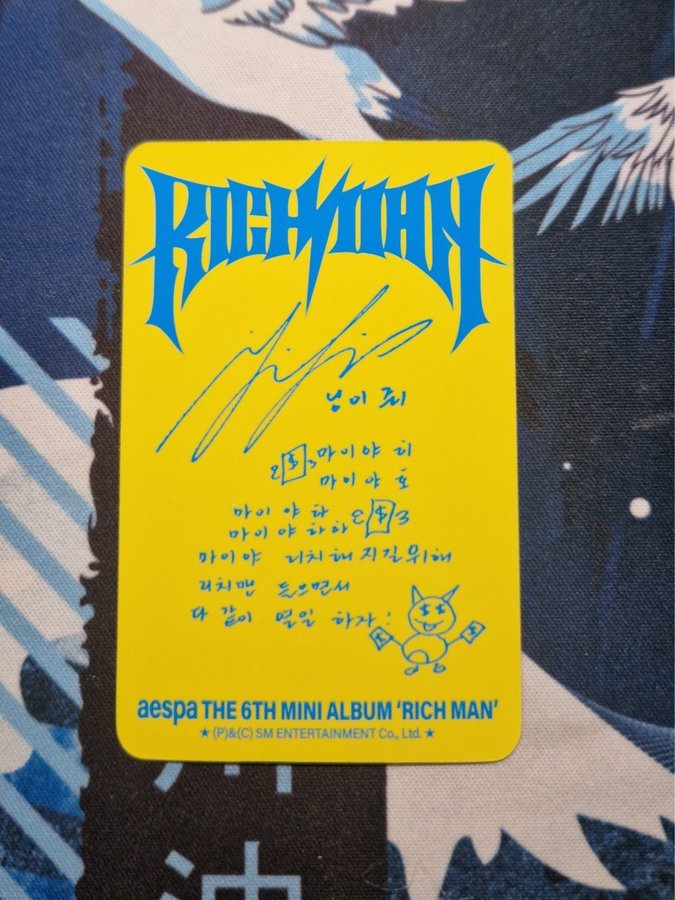 RICH MAN
닝이
$ 마이야 히
마이야 호
마이야 하 $
마이야 하하
마이야 리치해지길위해
리치맨 들으면서
다 같이 열일 하자!
$ $
aespa THE 6TH MINI ALBUM 'RICH MAN'
★ (P)&(C) SM ENTERTAINMENT Co., Ltd. ★